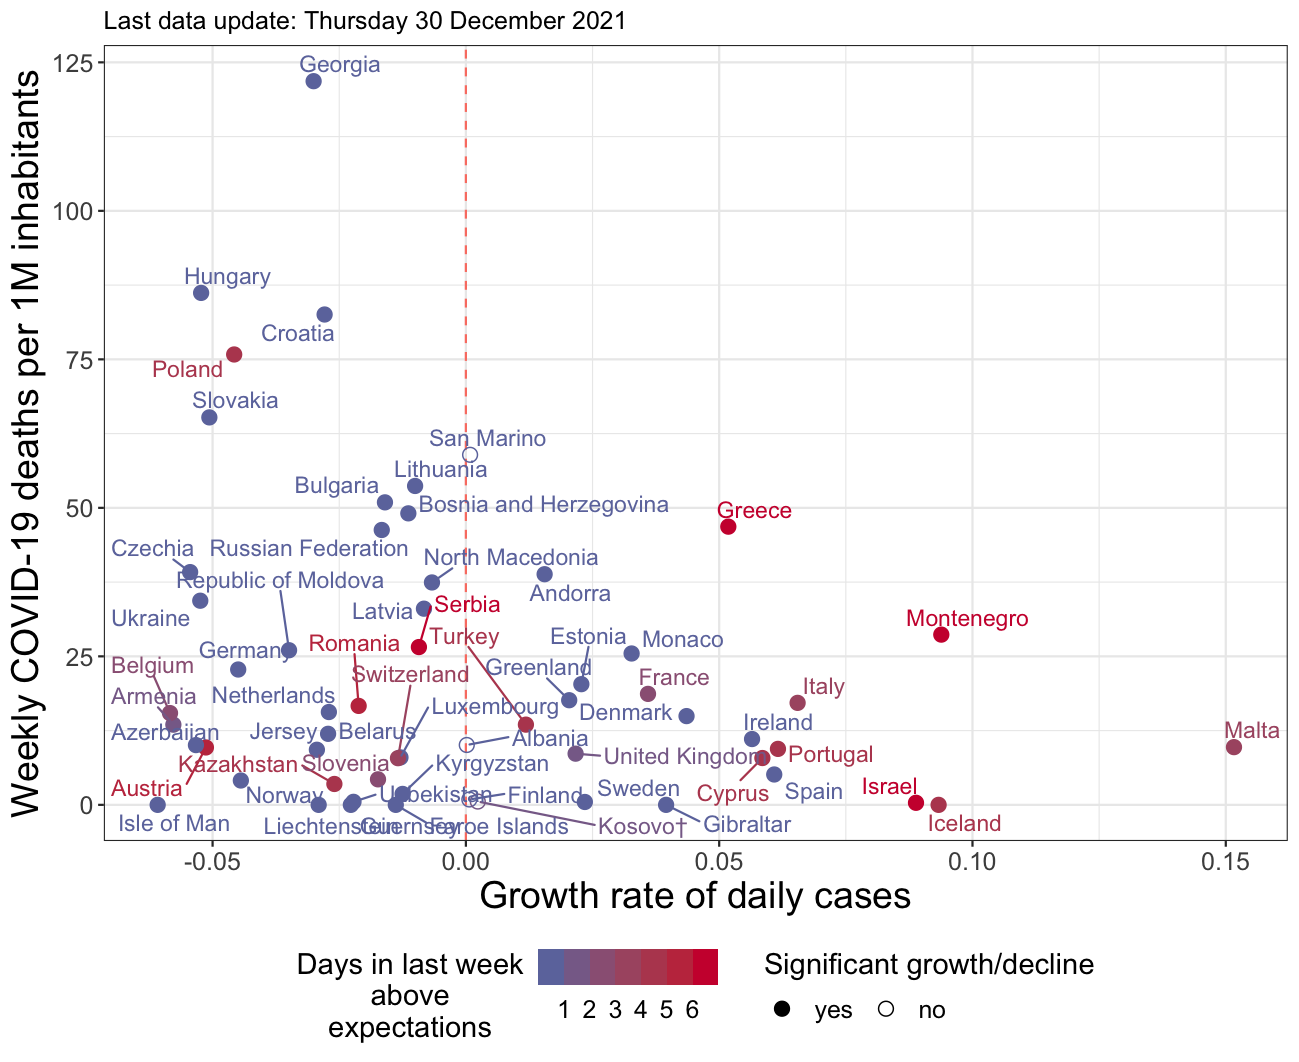 Last data update: Thursday 30 December 2021
Weekly COVID-19 deaths per 1M inhabitants
125
100
75
50
25
0
Georgia
Hungary
Croatia
Poland
Slovakia
San Marino
Lithuania
Bulgaria
Bosnia and Herzegovina
Greece
Czechia
Russian Federation
North Macedonia
Republic of Moldova
Andorra
Serbia
Latvia
Ukraine
Montenegro
Turkey
Estonia
Monaco
Romania
Germany
Belgium
Greenland
Switzerland
France
Italy
Armenia
Netherlands
Luxembourg
Denmark
Ireland
Azerbaijan
Jersey
Belarus
Albania
Malta
United Kingdom
Portugal
Kazakhstan
Slovenia
Kyrgyzstan
Austria
Norway
Uzbekistan
Finland
Sweden
Cyprus
Spain
Israel
Isle of Man
Liechtenstein
Guernsey
Faroe Islands
Kosovo†
Gibraltar
Iceland
-0.05
0.00
0.05
0.10
0.15
Growth rate of daily cases
Days in last week
above
expectations
1 2 3 4 5 6
Significant growth/decline
yes
no